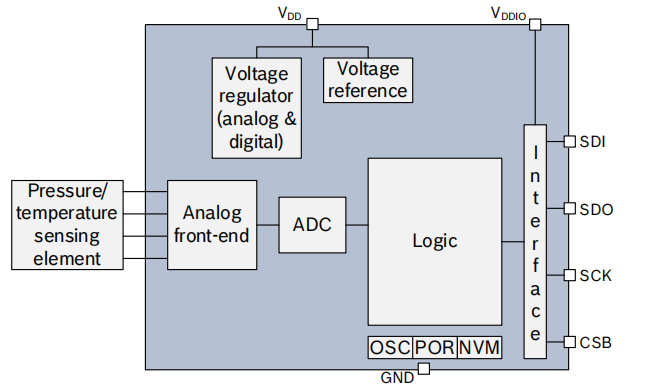 VDD
VDDIO
Voltage
regulator
(analog &
digital)
Voltage
reference
Pressure/
temperature
sensing
element
Analog
front-end
ADC
Logic
Interface
SDI
SDO
SCK
CSB
OSC POR NVM
GND